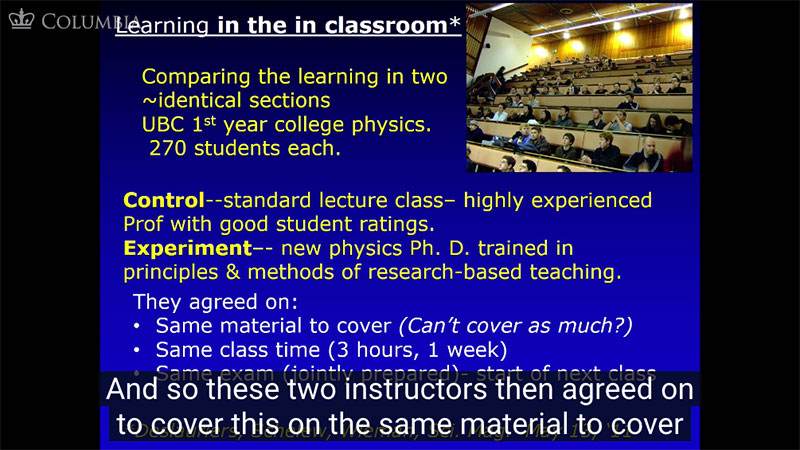 COLUMBIA
Learning in the in classroom*
Comparing the learning in two
~identical sections
UBC 1st year college physics.
270 students each.
Control--standard lecture class– highly experienced
Prof with good student ratings.
Experiment–- new physics Ph. D. trained in
principles & methods of research-based teaching.
They agreed on:
• Same material to cover (Can't cover as much?)
• Same class time (3 hours, 1 week)
• Same exam (jointly prepared)- start of next class
And so these two instructors then agreed on
to cover this on the same material to cover